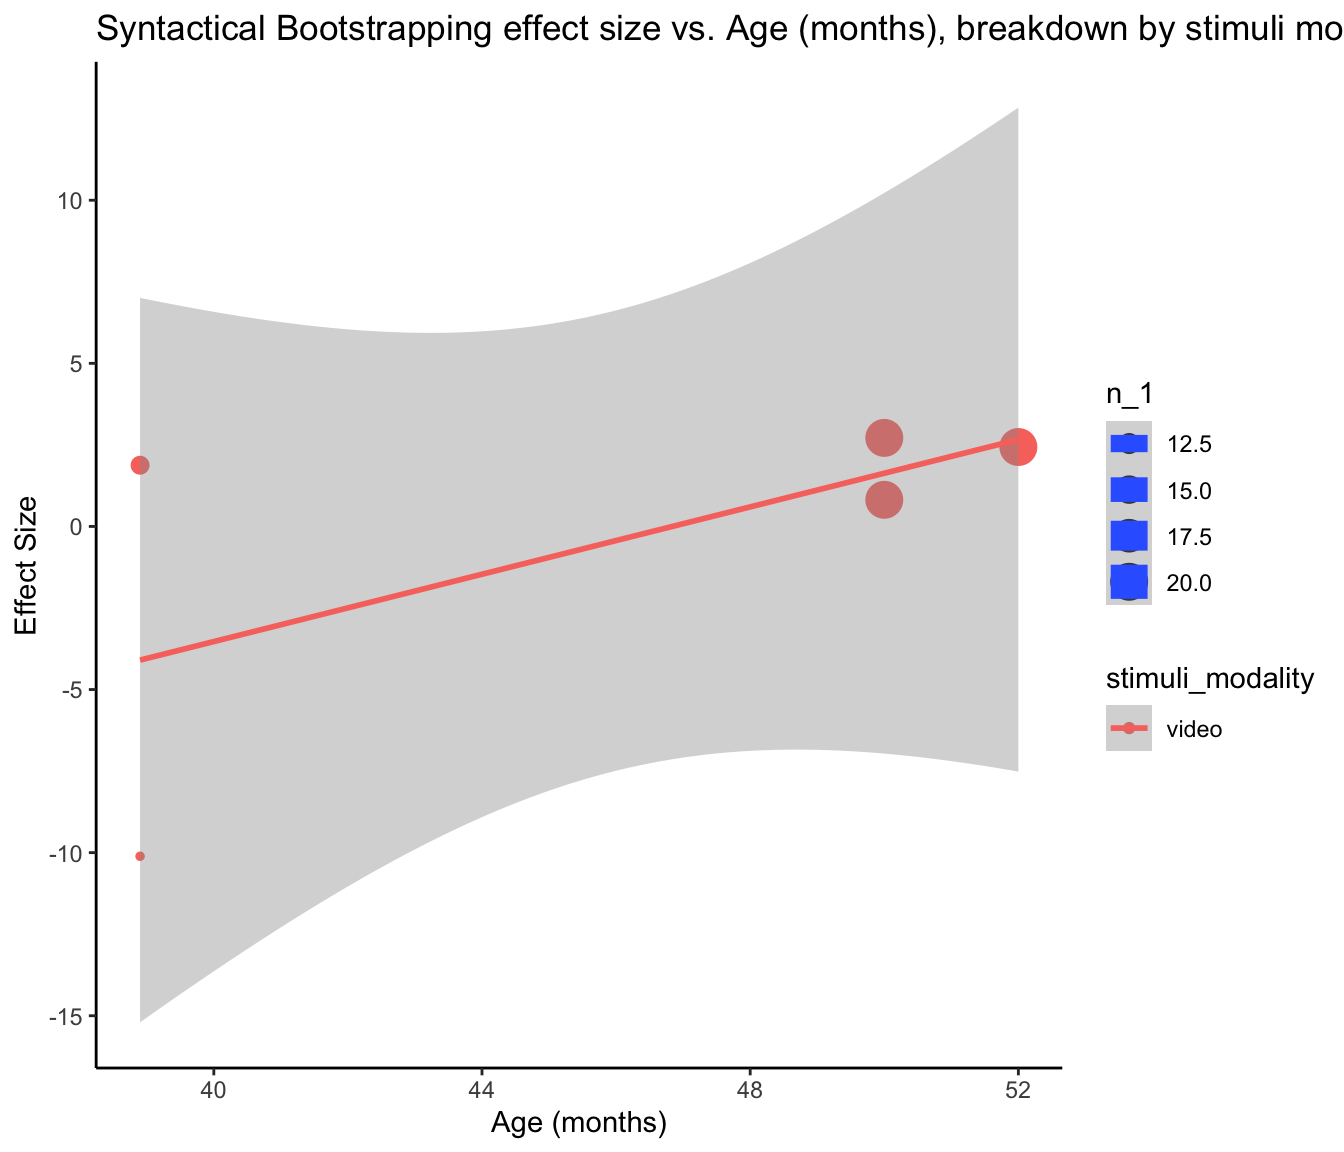 Syntactical Bootstrapping effect size vs. Age (months), breakdown by stimuli mo
10
5
0
-5
-10
-15
Effect Size
40 44 48 52
Age (months)
n_1
12.5
15.0
17.5
20.0
stimuli_modality
video